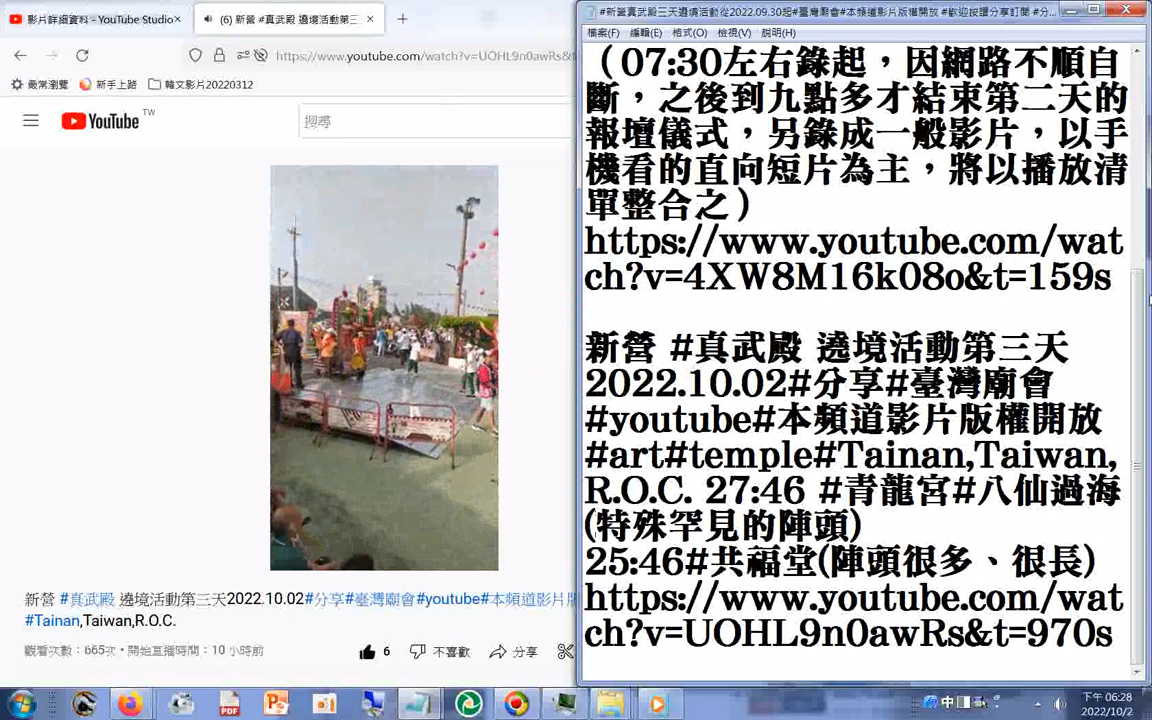 影片詳細資料 - YouTube Studio
(6) 新營 #真武殿 遶境活動第三
https://www.youtube.com/watch?v=UOHL9n0awRs&t
最常瀏覽 新手上路 韓文影片20220312
YouTube TW
搜尋
新營 #真武殿 遶境活動第三天2022.10.02#分享#臺灣廟會#youtube#本頻道影片版
#Tainan,Taiwan,R.O.C.
觀看次數：665次 • 開始直播時間：10 小時前
6 不喜歡 分享
#新營真武殿三天遶境活動從2022.09.30起#臺灣廟會#本頻道影片版權開放 #歡迎按讚分享訂閱 #分...
檔案(F) 編輯(E) 格式(O) 檢視(V) 說明(H)
（07:30左右錄起，因網路不順自
斷，之後到九點多才結束第二天的
報壇儀式，另錄成一般影片，以手
機看的直向短片為主，將以播放清
單整合之）
https://www.youtube.com/wat
ch?v=4XW8M16k08o&t=159s
新營 #真武殿 遶境活動第三天
2022.10.02#分享#臺灣廟會
#youtube#本頻道影片版權開放
#art#temple#Tainan,Taiwan,
R.O.C. 27:46 #青龍宮#八仙過海
(特殊罕見的陣頭)
25:46#共福堂(陣頭很多、很長)
https://www.youtube.com/wat
ch?v=UOHL9n0awRs&t=970s
中
下午 06:28
2022/10/2